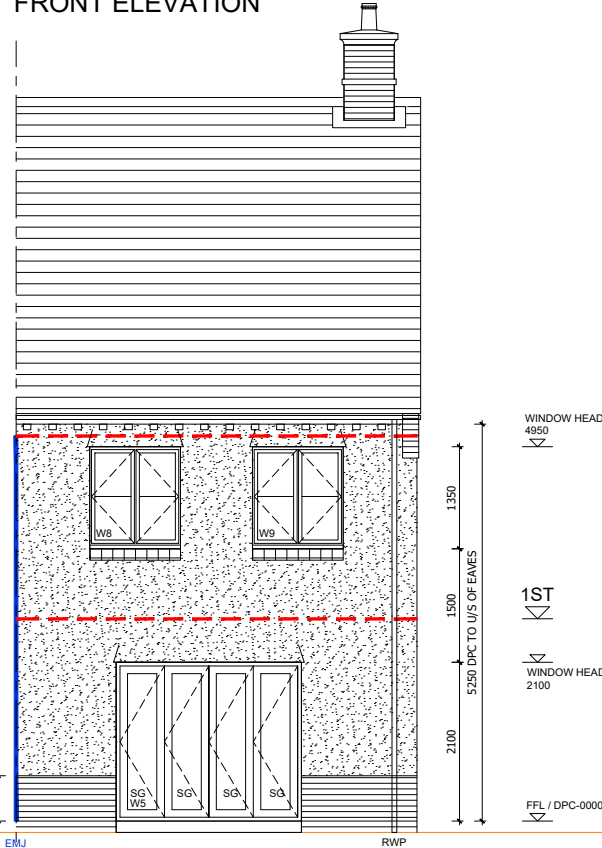 FRONT ELEVATION
WINDOW HEAD
4950
1350
W8
W9
1500
5250 DPC TO U/S OF EAVES
1ST
WINDOW HEAD
2100
2100
SG
W5
SG
SG
SG
FFL / DPC-0000
EMJ
RWP